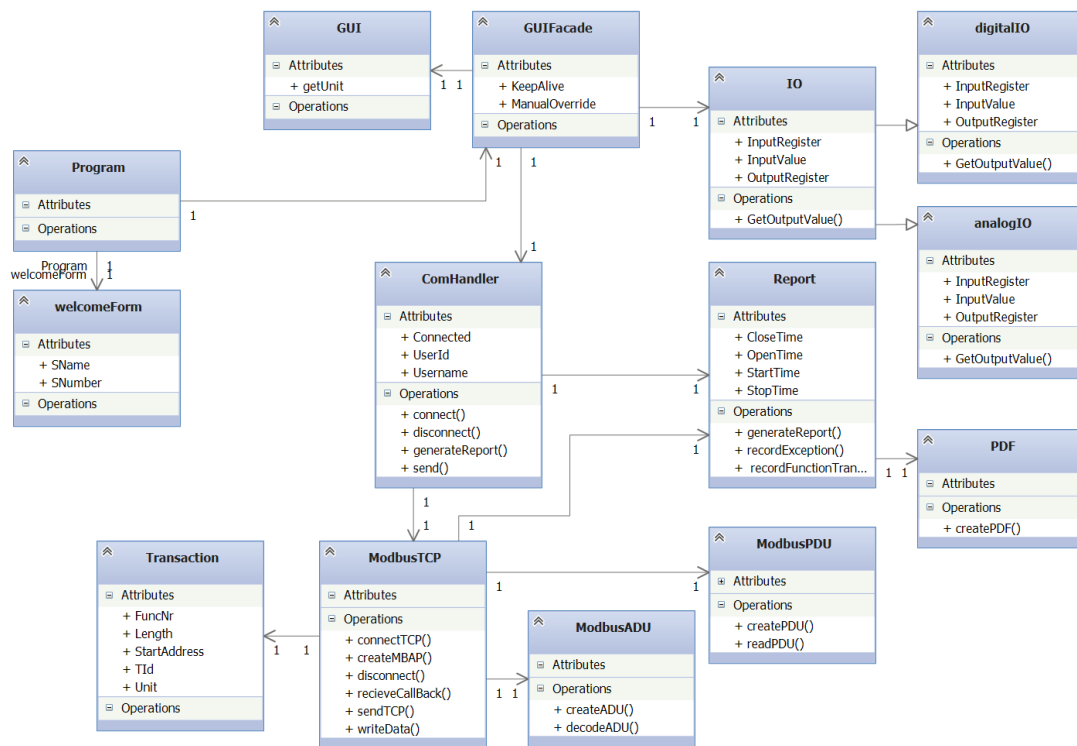 GUI
Attributes
+ getUnit
Operations
GUIFacade
Attributes
+ KeepAlive
+ ManualOverride
Operations
1 1
IO
Attributes
+ InputRegister
+ InputValue
+ OutputRegister
Operations
+ GetOutputValue()
1 1
digitalIO
Attributes
+ InputRegister
+ InputValue
+ OutputRegister
Operations
+ GetOutputValue()
analogIO
Attributes
+ InputRegister
+ InputValue
+ OutputRegister
Operations
+ GetOutputValue()
Program
Attributes
Operations
1
1
1
1
Program 1
welcomeForm 1
welcomeForm
Attributes
+ SName
+ SNumber
Operations
ComHandler
Attributes
+ Connected
+ UserId
+ Username
Operations
+ connect()
+ disconnect()
+ generateReport()
+ send()
1 1
Report
Attributes
+ CloseTime
+ OpenTime
+ StartTime
+ StopTime
Operations
+ generateReport()
+ recordException()
+ recordFunctionTran...
1 1
PDF
Attributes
Operations
+ createPDF()
1
1
1
1
Transaction
Attributes
+ FuncNr
+ Length
+ StartAddress
+ TId
+ Unit
Operations
1 1
ModbusTCP
Attributes
Operations
+ connectTCP()
+ createMBAP()
+ disconnect()
+ recieveCallBack()
+ sendTCP()
+ writeData()
1 1
1 1
ModbusADU
Attributes
Operations
+ createADU()
+ decodeADU()
ModbusPDU
Attributes
Operations
+ createPDU()
+ readPDU()